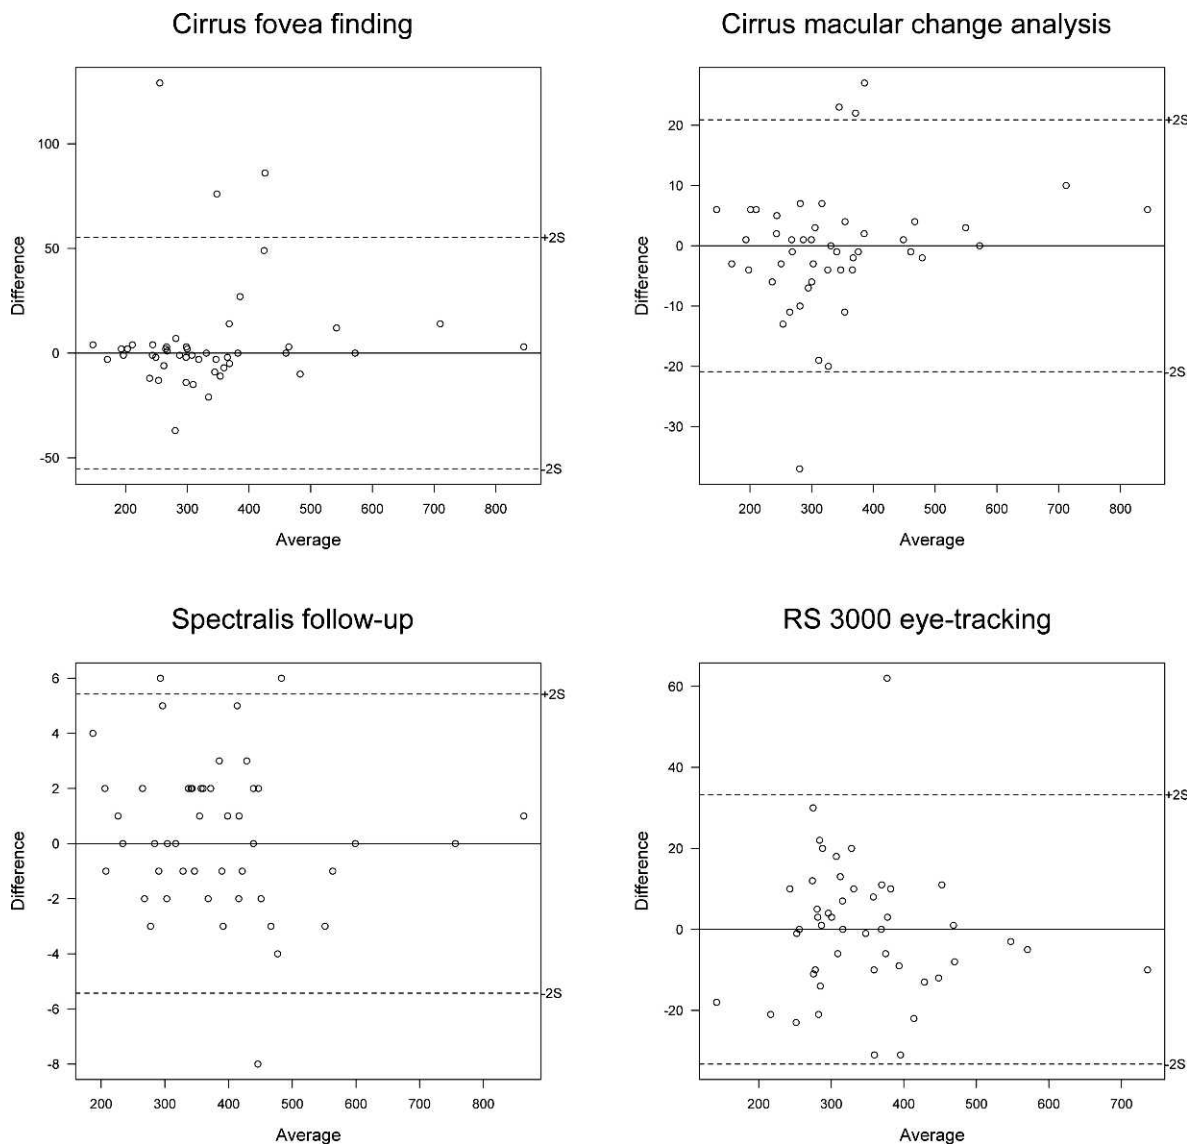 Cirrus fovea finding
Difference
100
50
0
-50
+2S
-2S
200 300 400 500 600 700 800
Average
Cirrus macular change analysis
Difference
20
10
0
-10
-20
-30
+2S
-2S
200 300 400 500 600 700 800
Average
Spectralis follow-up
Difference
6
4
2
0
-2
-4
-6
-8
+2S
-2S
200 300 400 500 600 700 800
Average
RS 3000 eye-tracking
Difference
60
40
20
0
-20
+2S
-2S
200 300 400 500 600 700
Average